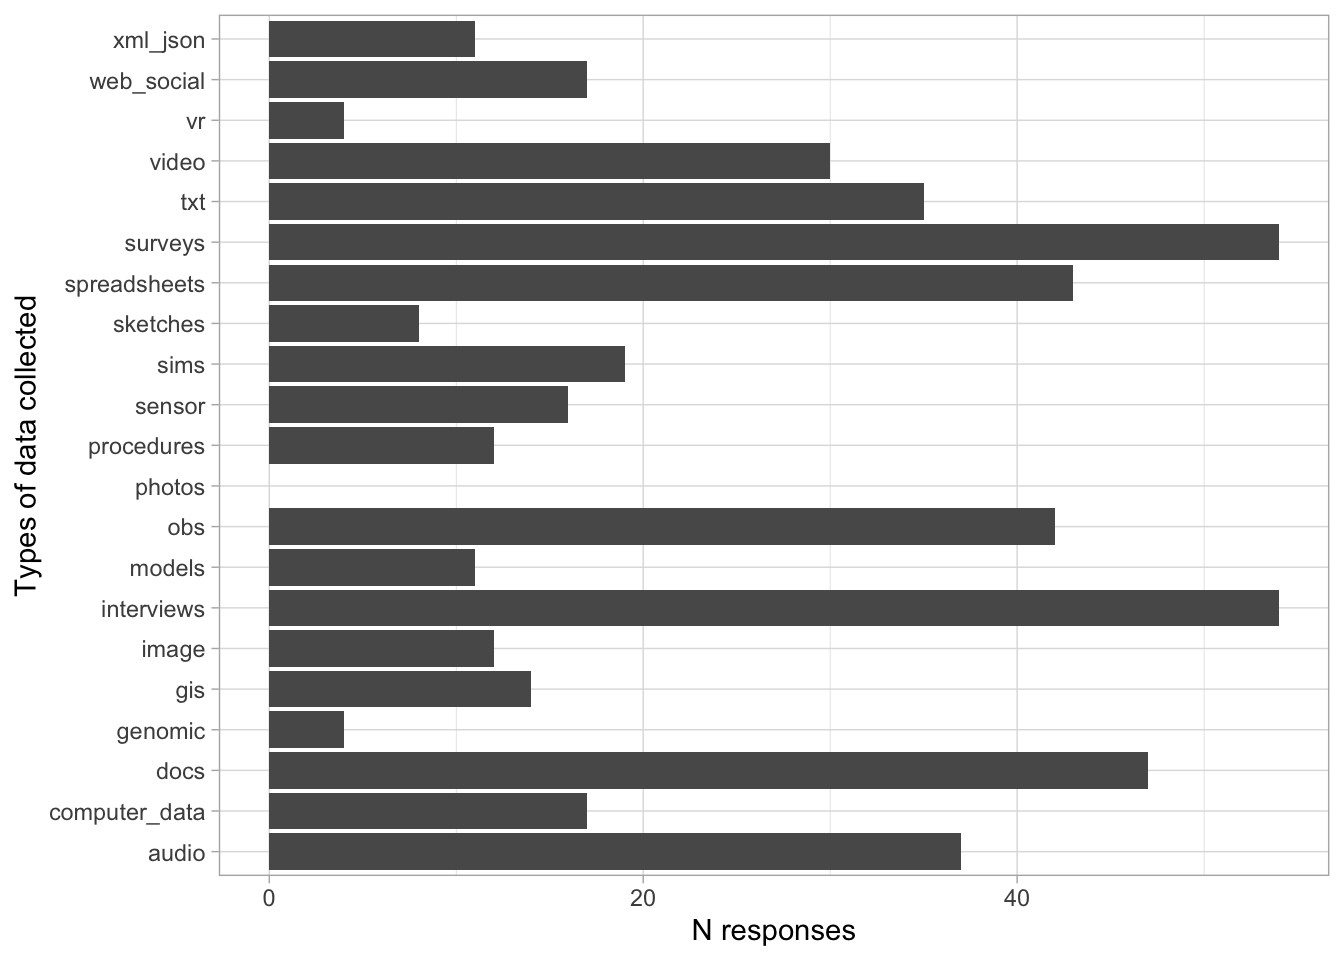 xml_json
web_social
vr
video
txt
surveys
spreadsheets
sketches
sims
sensor
procedures
photos
obs
models
interviews
image
gis
genomic
docs
computer_data
audio
Types of data collected
0 20 40
N responses